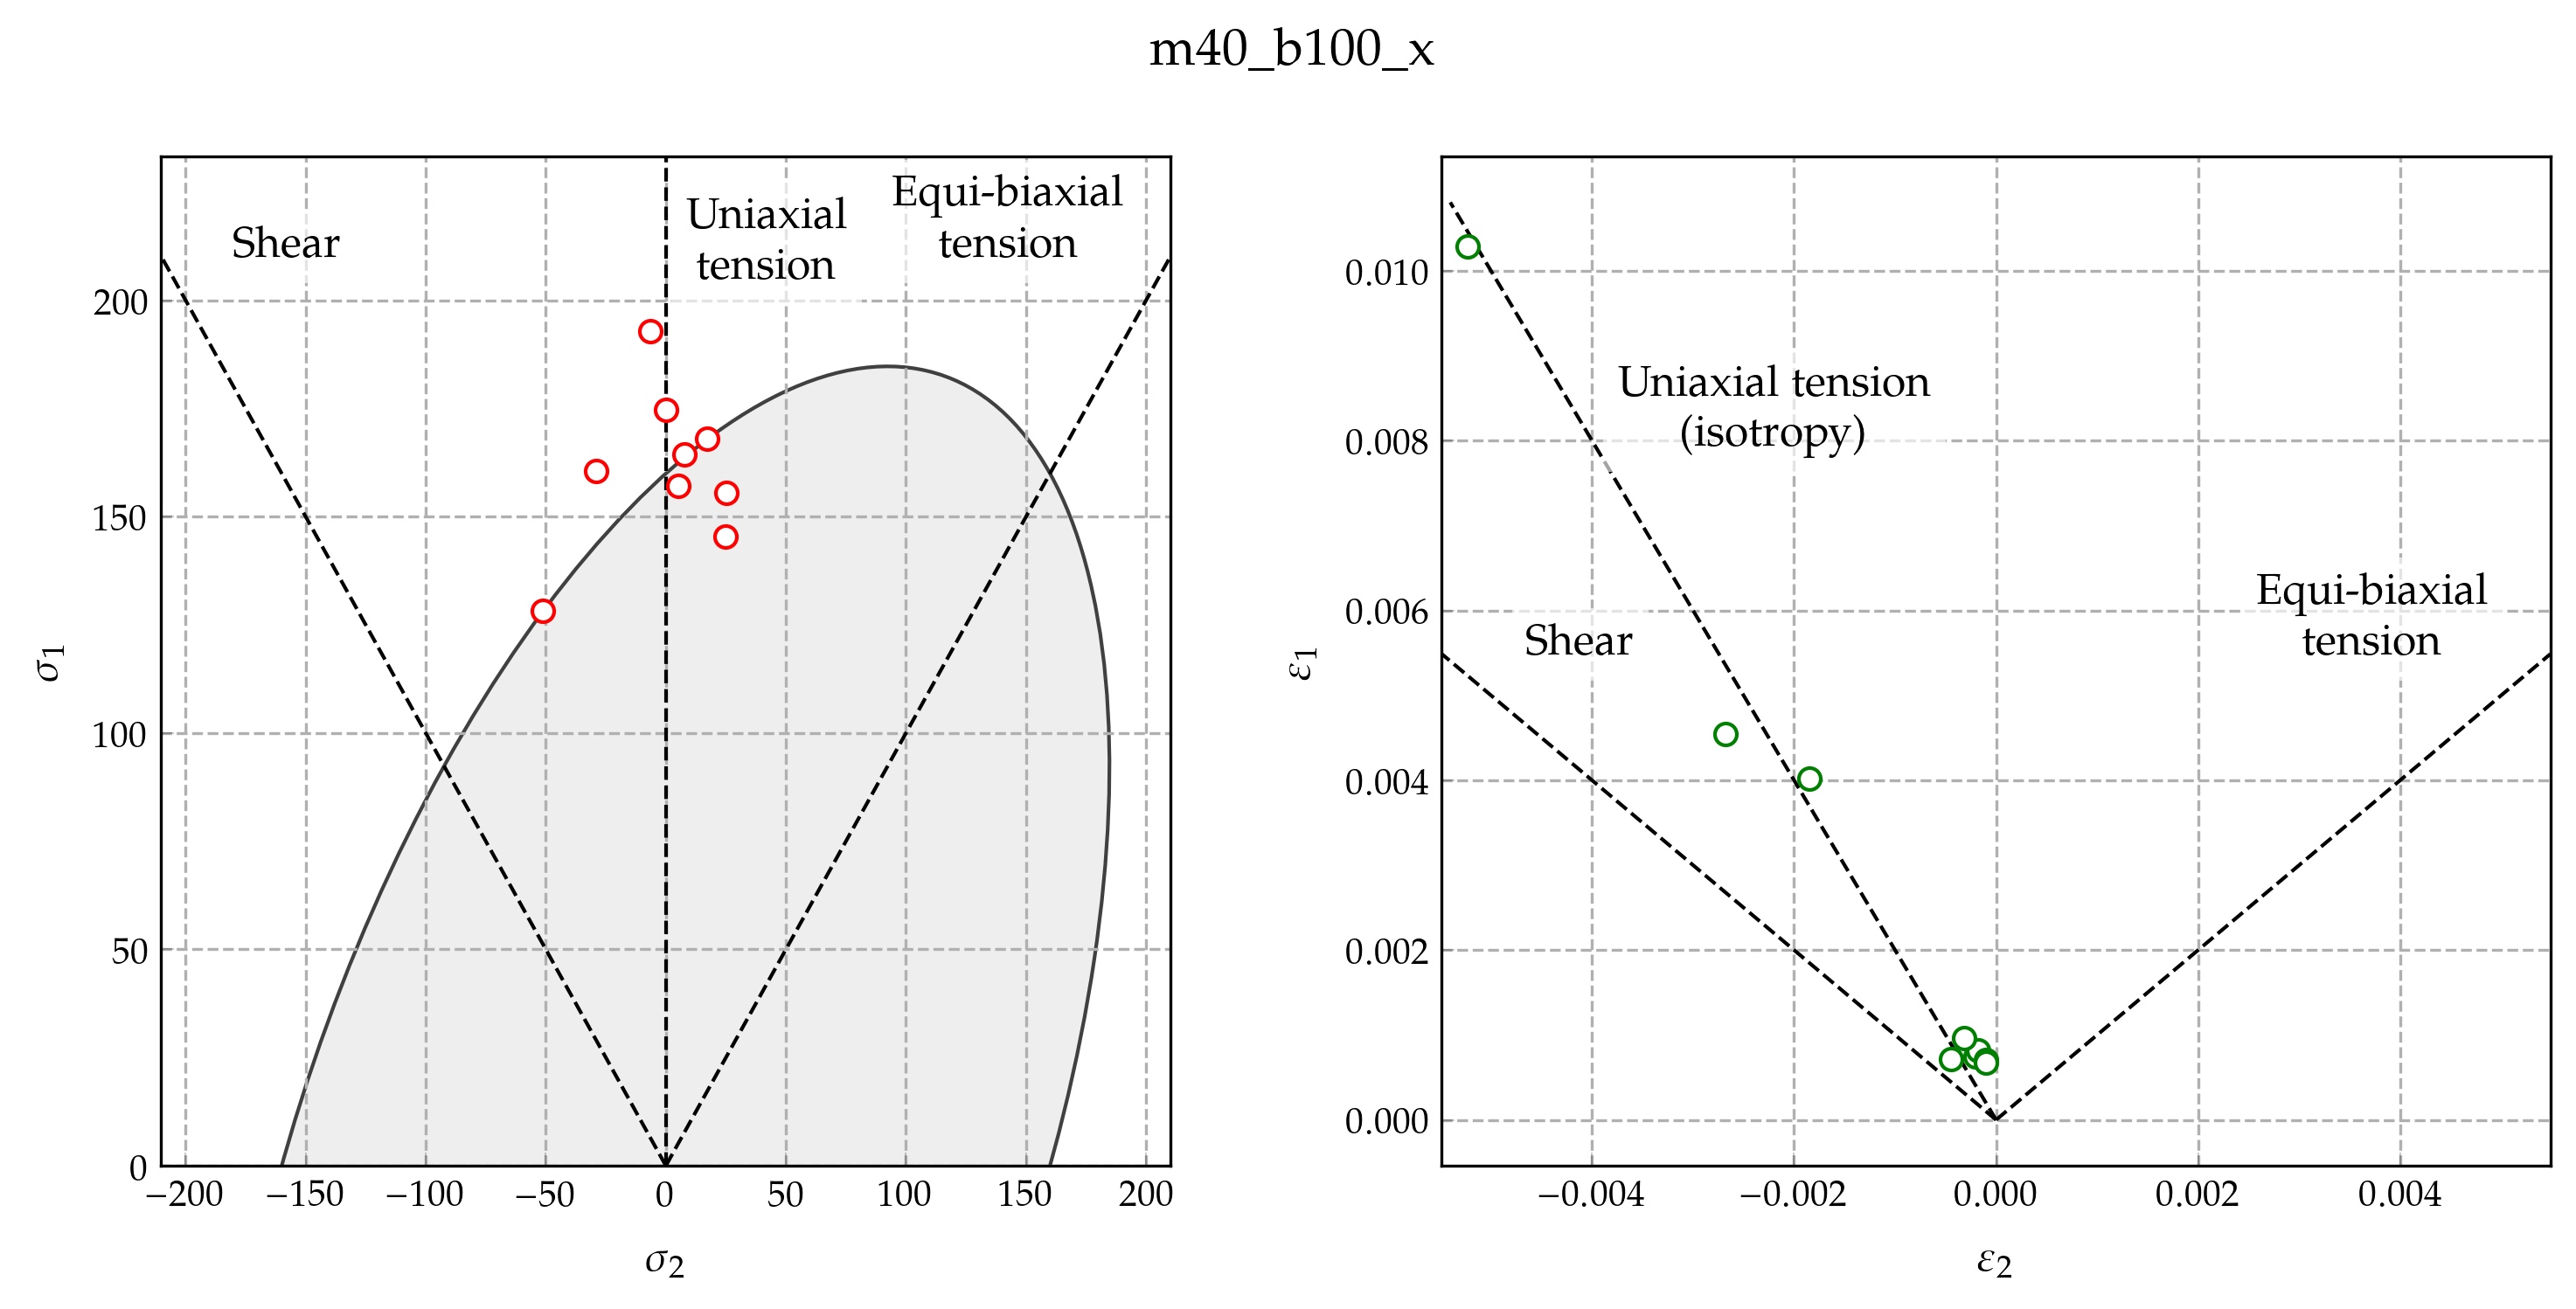 m40_b100_x
Shear
Uniaxial
tension
Equi-biaxial
tension
200
150
100
50
0
−200 −150 −100 −50 0 50 100 150 200
σ1
σ2
Uniaxial tension
(isotropy)
Shear
Equi-biaxial
tension
0.010
0.008
0.006
0.004
0.002
0.000
−0.004 −0.002 0.000 0.002 0.004
ε1
ε2